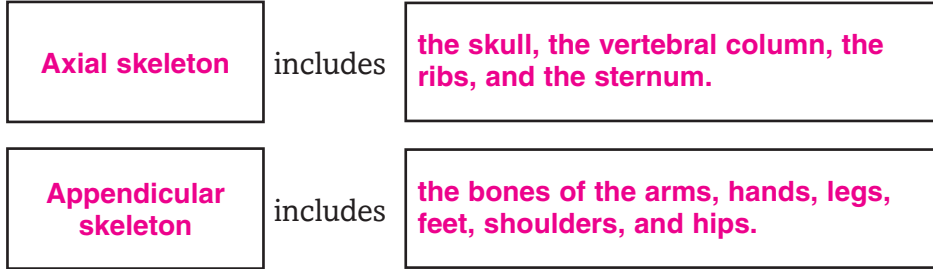 Axial skeleton includes the skull, the vertebral column, the
ribs, and the sternum.
Appendicular
skeleton includes the bones of the arms, hands, legs,
feet, shoulders, and hips.